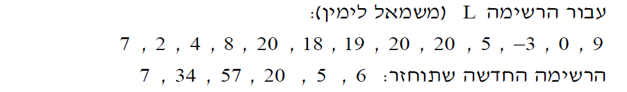 עבור הרשימה L (משמאל לימין):
7 , 2 , 4 , 8 , 20 , 18 , 19 , 20 , 20 , 5 , −3 , 0 , 9
הרשימה החדשה שתוחזר: 7 , 34 , 57 , 20 , 5 , 6